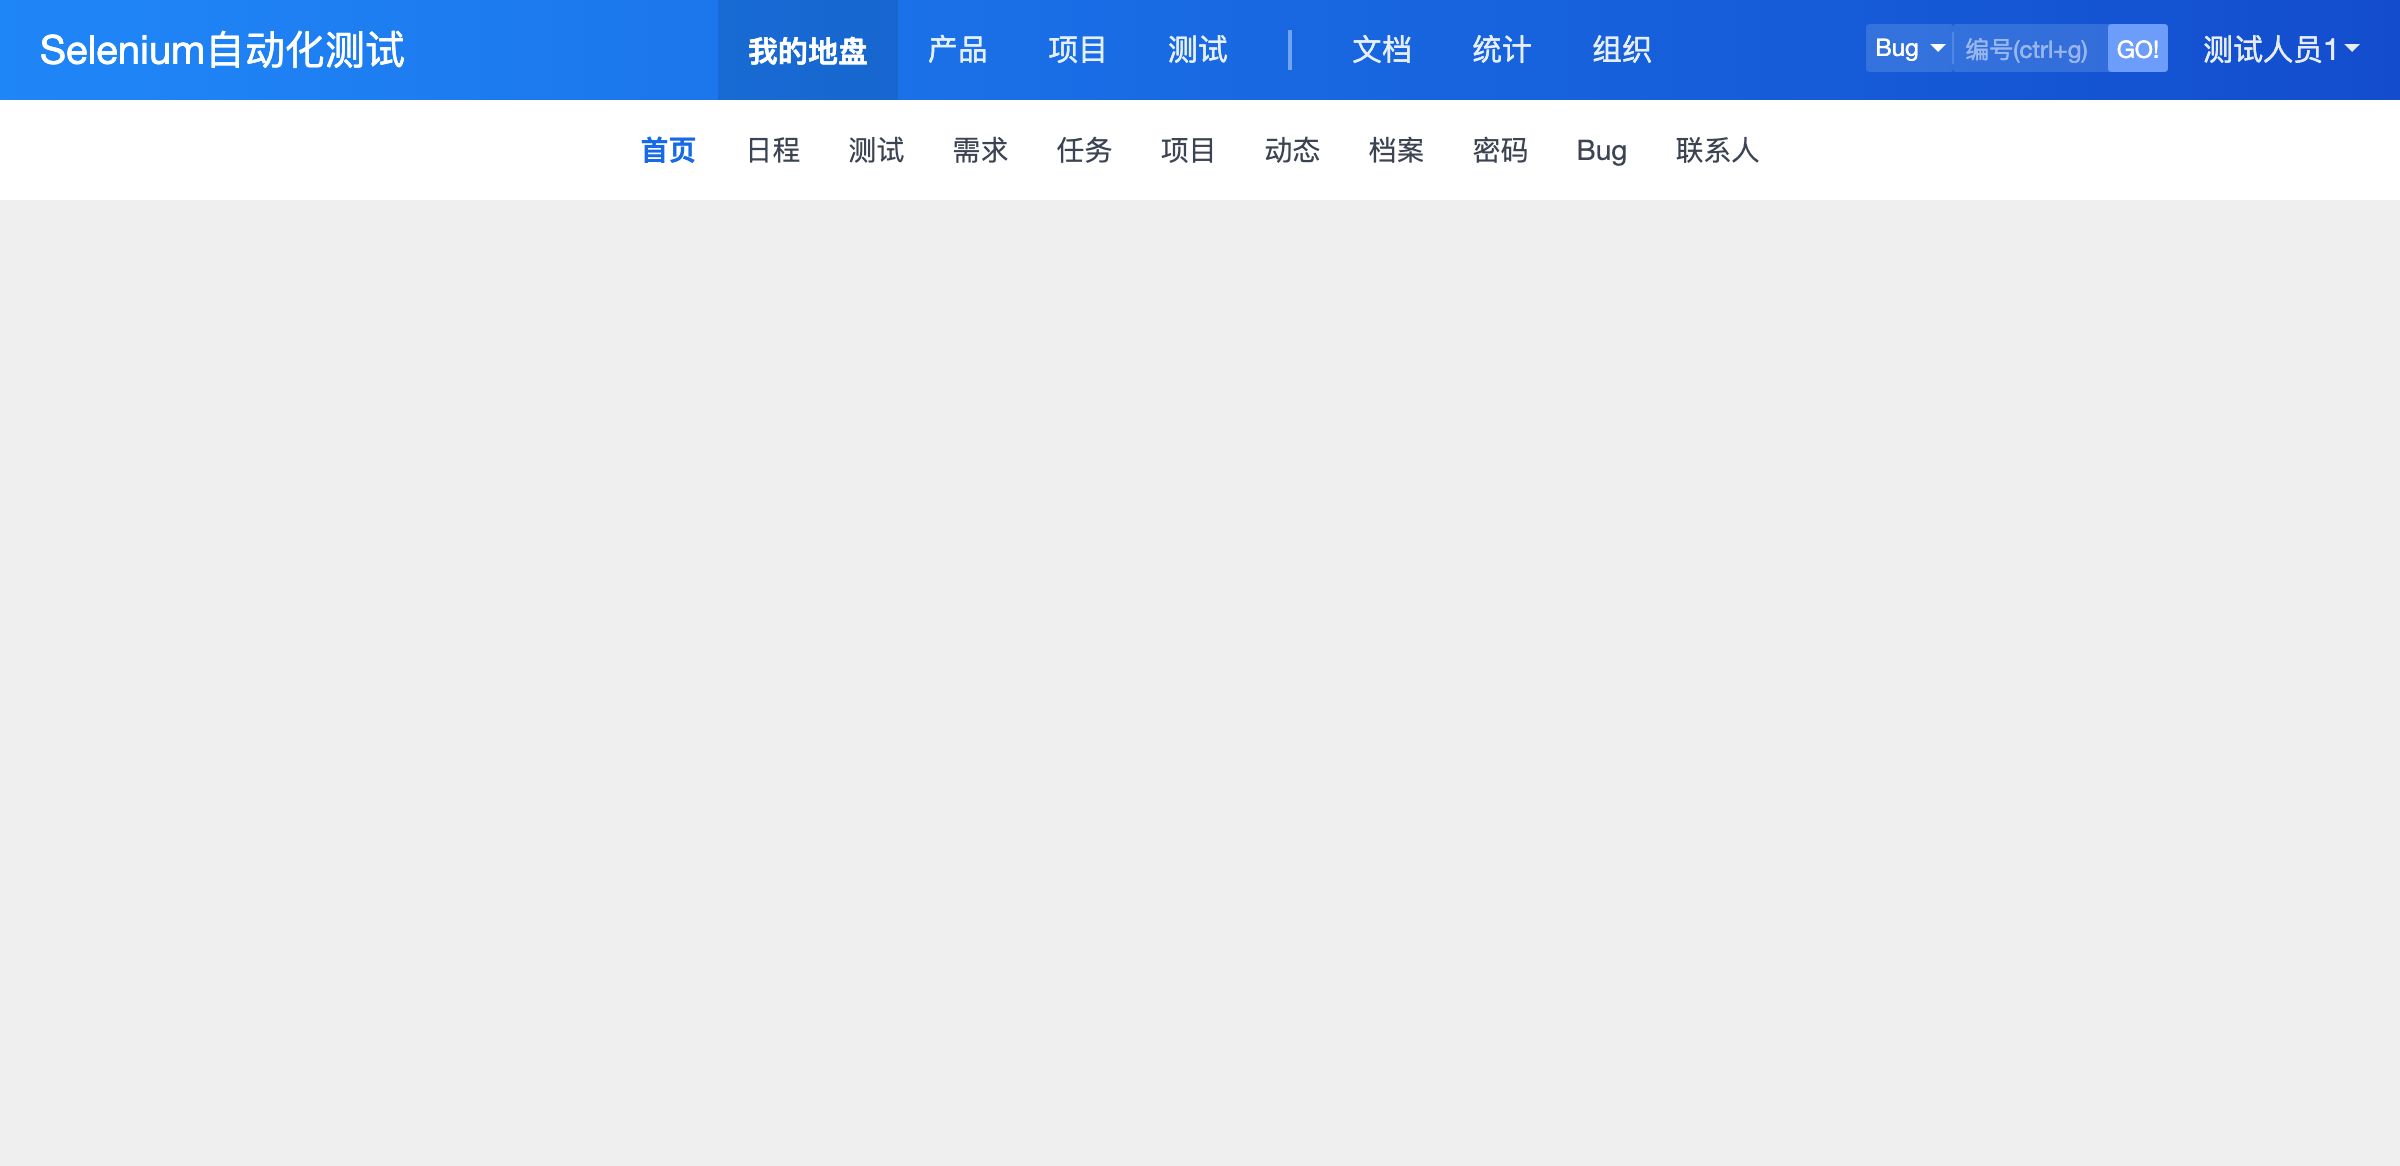 Selenium自动化测试 我的地盘 产品 项目 测试 文档 统计 组织 Bug 编号(ctrl+g) GO! 测试人员1
首页 日程 测试 需求 任务 项目 动态 档案 密码 Bug 联系人